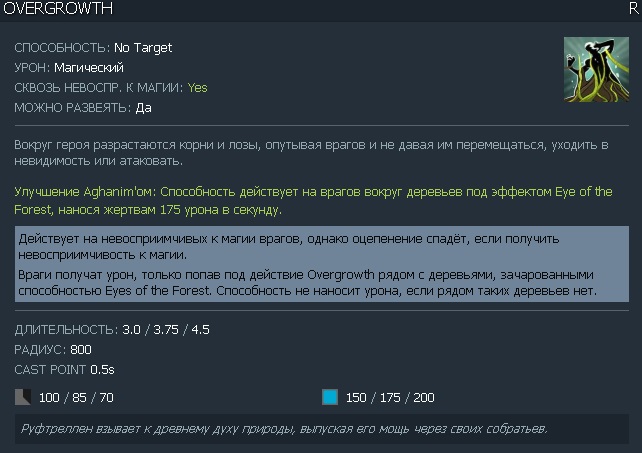 OVERGROWTH R
СПОСОБНОСТЬ: No Target
УРОН: Магический
СКВОЗЬ НЕВОСПР. К МАГИИ: Yes
МОЖНО РАЗВЕЯТЬ: Да
Вокруг героя разрастаются корни и лозы, опутывая врагов и не давая им перемещаться, уходить в
невидимость или атаковать.
Улучшение Aghanim'ом: Способность действует на врагов вокруг деревьев под эффектом Eye of the
Forest, нанося жертвам 175 урона в секунду.
Действует на невосприимчивых к магии врагов, однако оцепенение спадёт, если получить
невосприимчивость к магии.
Враги получат урон, только попав под действие Overgrowth рядом с деревьями, зачарованными
способностью Eyes of the Forest. Способность не наносит урона, если рядом таких деревьев нет.
ДЛИТЕЛЬНОСТЬ: 3.0 / 3.75 / 4.5
РАДИУС: 800
CAST POINT 0.5s
100 / 85 / 70 150 / 175 / 200
Руфтреллен взывает к древнему духу природы, выпуская его мощь через своих собратьев.